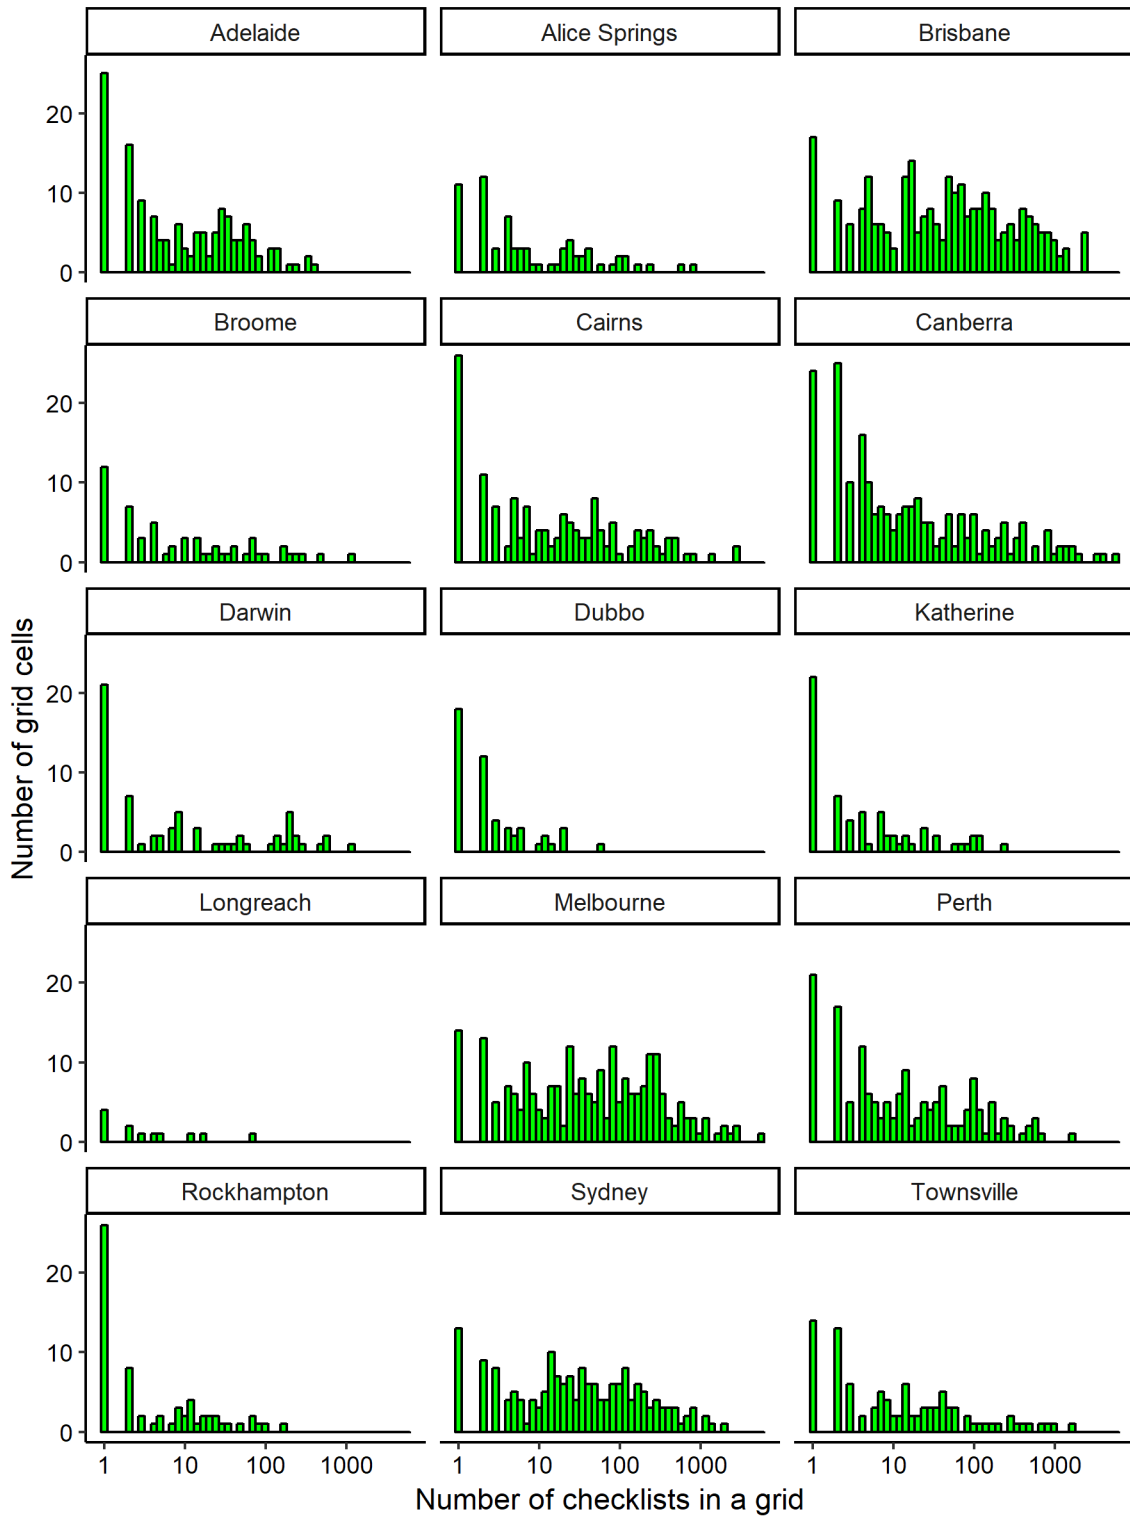 Adelaide
Alice Springs
Brisbane
20
10
0
Broome
Cairns
Canberra
20
10
0
Darwin
Dubbo
Katherine
20
10
0
Longreach
Melbourne
Perth
20
10
0
Rockhampton
Sydney
Townsville
20
10
0
1 10 100 1000
1 10 100 1000
1 10 100 1000
Number of grid cells
Number of checklists in a grid